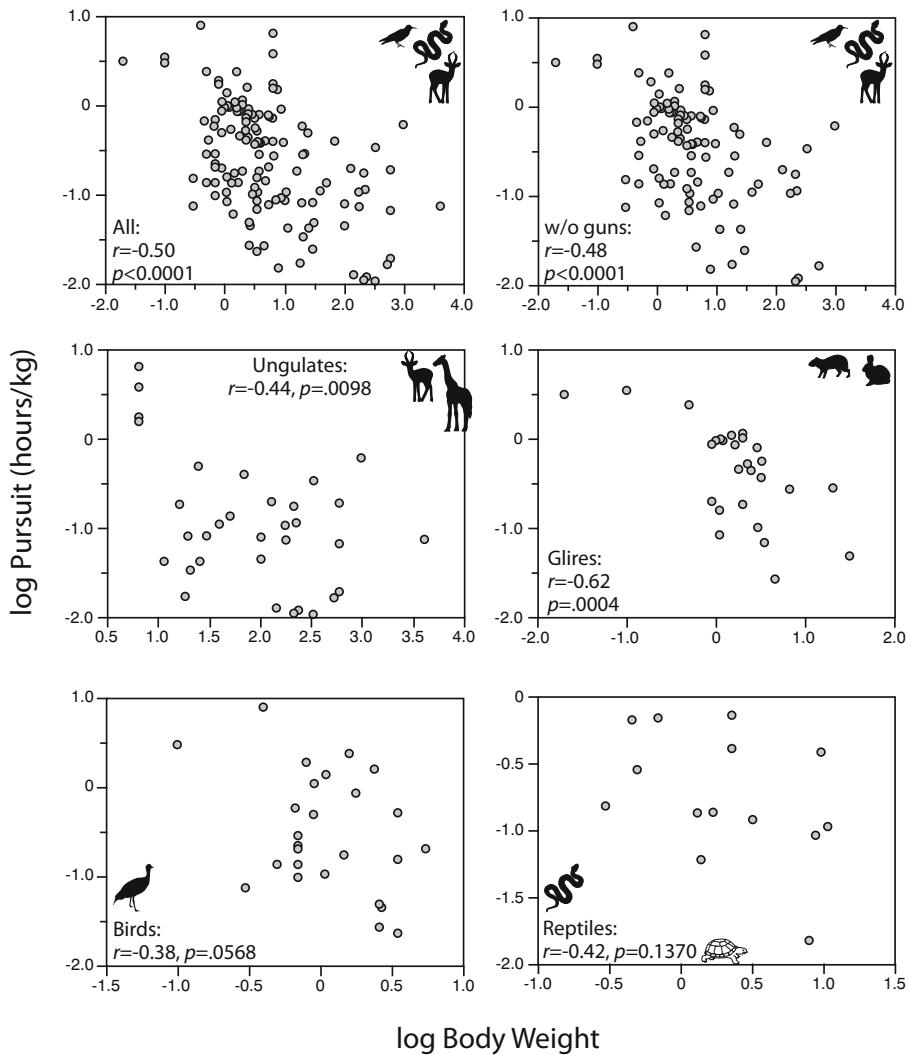 1.0
0
-1.0
-2.0
-2.0 -1.0 0 1.0 2.0 3.0 4.0
All:
r=-0.50
p<0.0001
1.0
0
-1.0
-2.0
-2.0 -1.0 0 1.0 2.0 3.0 4.0
w/o guns:
r=-0.48
p<0.0001
log Pursuit (hours/kg)
1.0
0
-1.0
-2.0
0.5 1.0 1.5 2.0 2.5 3.0 3.5 4.0
Ungulates:
r=-0.44, p=.0098
1.0
0
-1.0
-2.0
-2.0 -1.0 0 1.0 2.0
Glires:
r=-0.62
p=.0004
1.0
0
-1.0
-2.0
-1.5 -1.0 -0.5 0 0.5 1.0
Birds:
r=-0.38, p=.0568
0
-0.5
-1.0
-1.5
-2.0
-1.0 -0.5 0 0.5 1.0 1.5
Reptiles:
r=-0.42, p=0.1370
log Body Weight